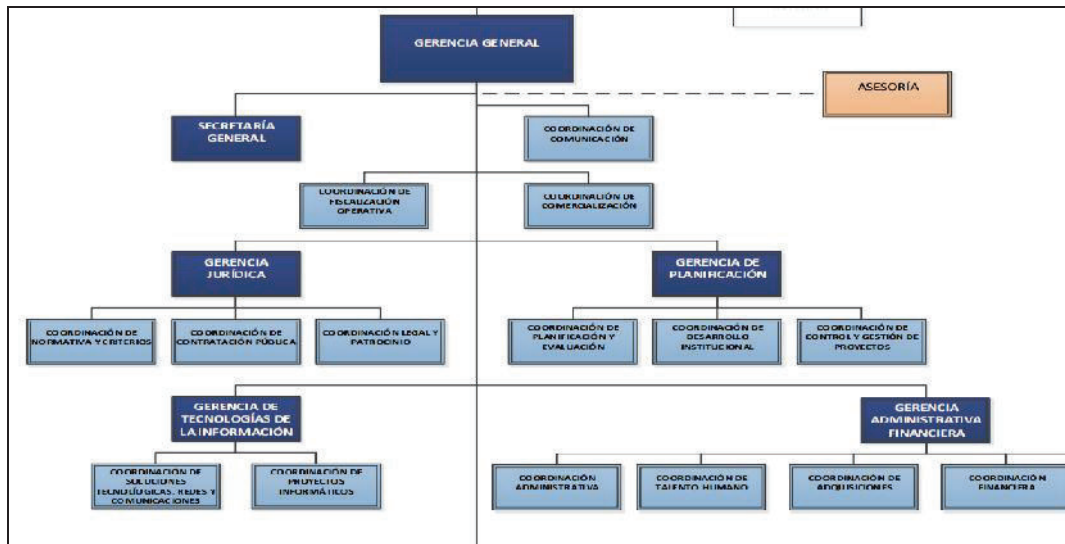 GERENCIA GENERAL
ASESORÍA
SECRETARÍA
GENERAL
COORDINACIÓN DE
COMUNICACIÓN
COORDINACIÓN DE
FISCALIZACIÓN
OPERATIVA
COORDINACIÓN DE
COMERCIALIZACIÓN
GERENCIA
JURÍDICA
GERENCIA DE
PLANIFICACIÓN
COORDINACIÓN DE
NORMATIVA Y CRITERIOS
COORDINACIÓN DE
CONTRATACIÓN PÚBLICA
COORDINACIÓN LEGAL Y
PATROCINIO
COORDINACIÓN DE
PLANIFICACIÓN Y
EVALUACIÓN
COORDINACIÓN DE
DESARROLLO
INSTITUCIONAL
COORDINACIÓN DE
CONTROL Y GESTIÓN DE
PROYECTOS
GERENCIA DE
TECNOLOGÍAS DE
LA INFORMACIÓN
GERENCIA
ADMINISTRATIVA
FINANCIERA
COORDINACIÓN DE
SOLUCIONES
TECNOLÓGICAS, REDES Y
COMUNICACIONES
COORDINACIÓN DE
PROYECTOS
INFORMÁTICOS
COORDINACIÓN
ADMINISTRATIVA
COORDINACIÓN DE
TALENTO HUMANO
COORDINACIÓN DE
ADQUISICIONES
COORDINACIÓN
FINANCIERA